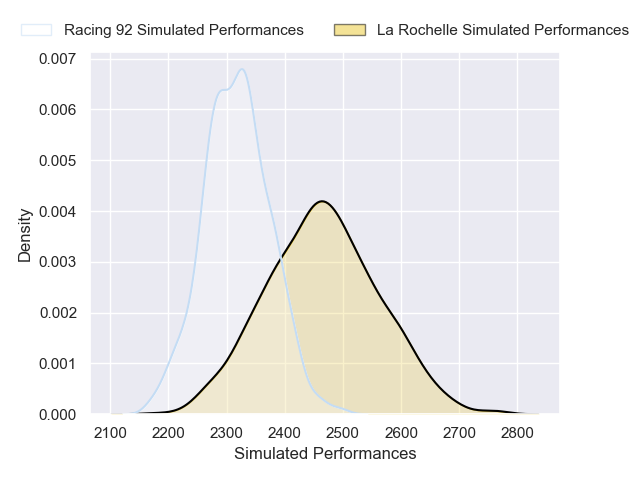 Racing 92 Simulated Performances
La Rochelle Simulated Performances
0.007
0.006
0.005
0.004
0.003
0.002
0.001
0.000
Density
2100 2200 2300 2400 2500 2600 2700 2800
Simulated Performances